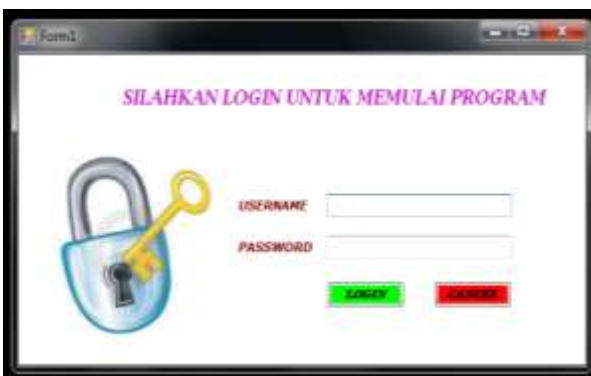 Form1
SILAHKAN LOGIN UNTUK MEMULAI PROGRAM
USERNAME
PASSWORD
LOGIN
CANCEL